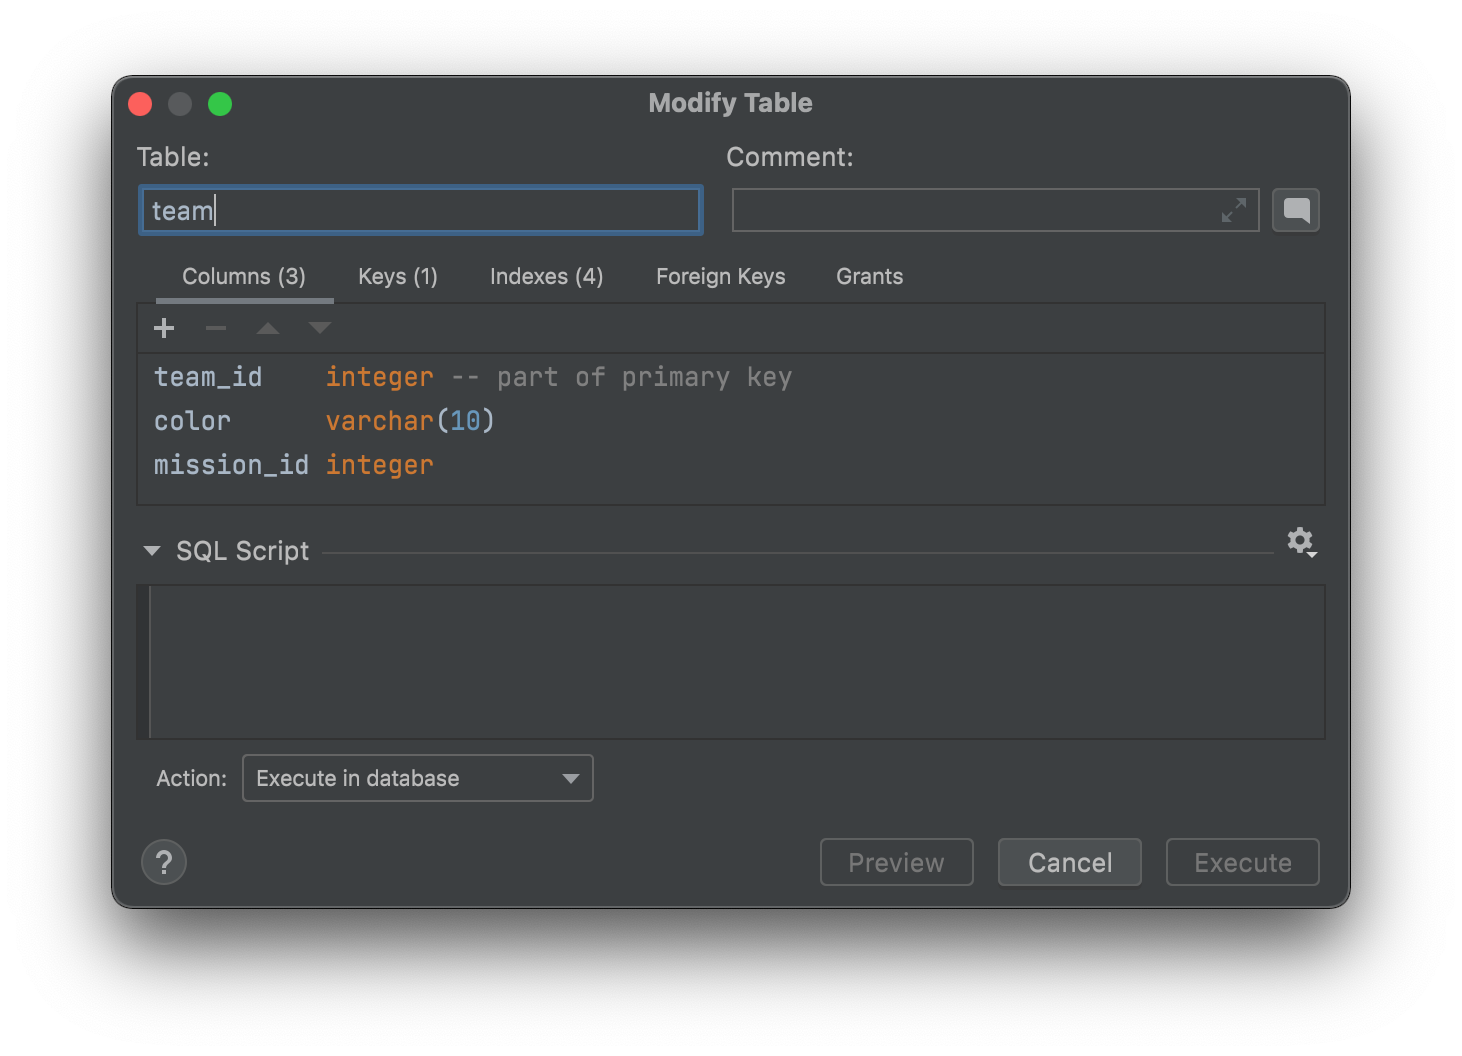 Modify Table
Table: Comment:
team
Columns (3) Keys (1) Indexes (4) Foreign Keys Grants
team_id integer -- part of primary key
color varchar(10)
mission_id integer
SQL Script
Action: Execute in database
? Preview Cancel Execute